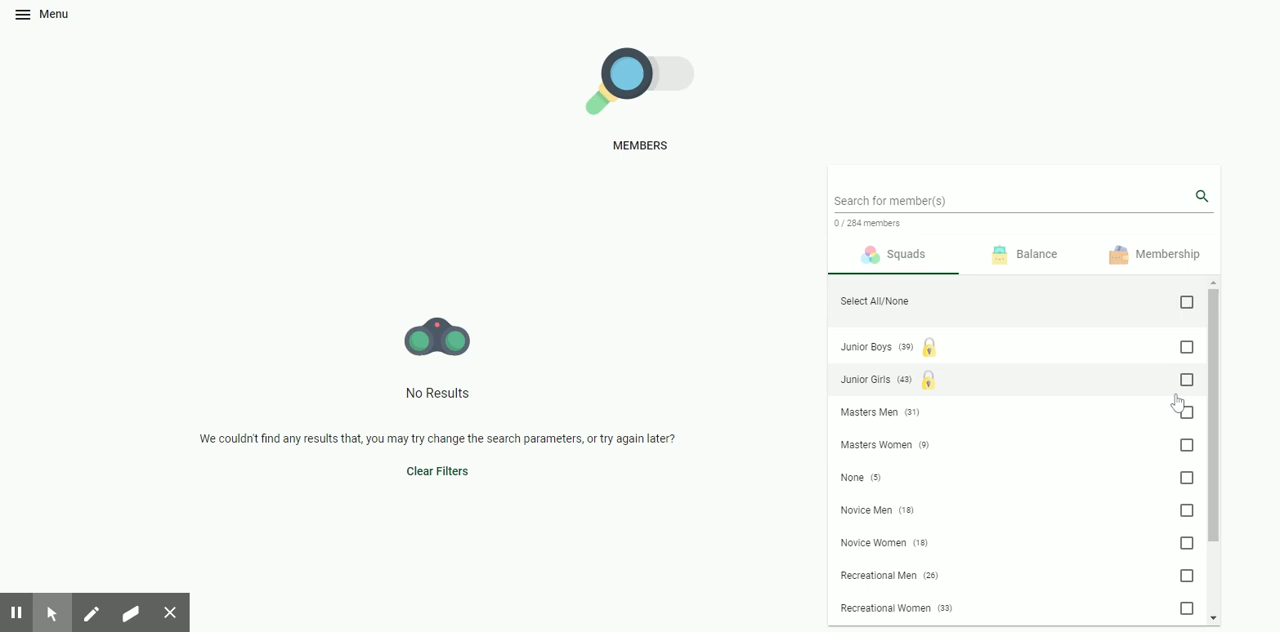 Menu
MEMBERS
Search for member(s)
0 / 284 members
Squads
Balance
Membership
Select All/None
Junior Boys (39)
Junior Girls (43)
Masters Men (31)
Masters Women (9)
None (5)
Novice Men (18)
Novice Women (18)
Recreational Men (26)
Recreational Women (33)
No Results
We couldn't find any results that, you may try change the search parameters, or try again later?
Clear Filters